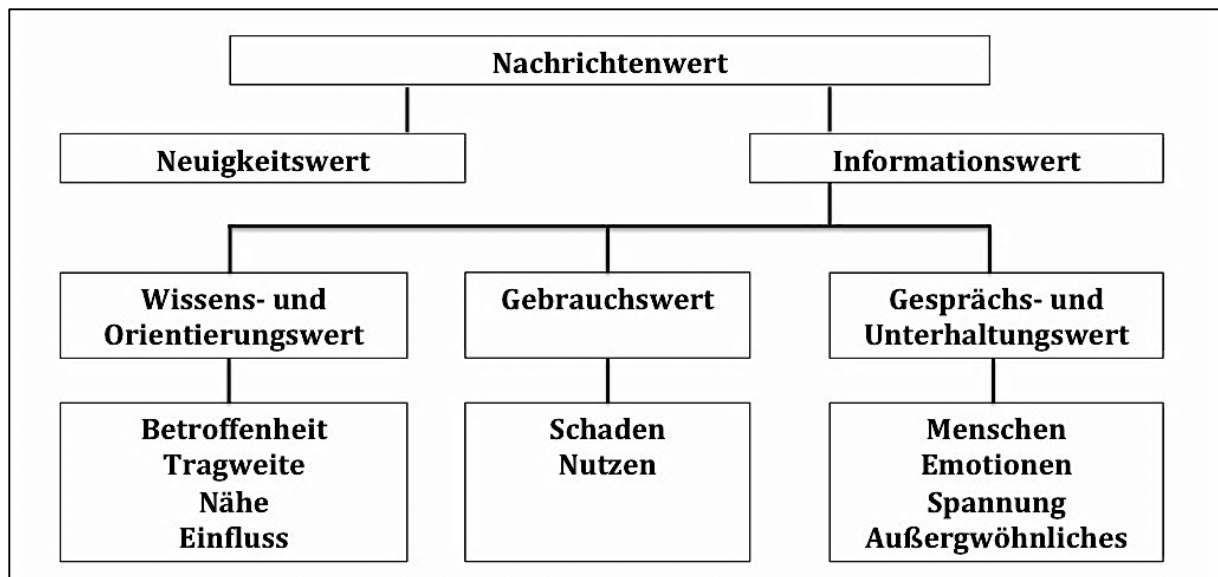 Nachrichtenwert
Neuigkeitswert
Informationswert
Wissens- und
Orientierungswert
Gebrauchswert
Gesprächs- und
Unterhaltungswert
Betroffenheit
Tragweite
Nähe
Einfluss
Schaden
Nutzen
Menschen
Emotionen
Spannung
Außergwöhnliches